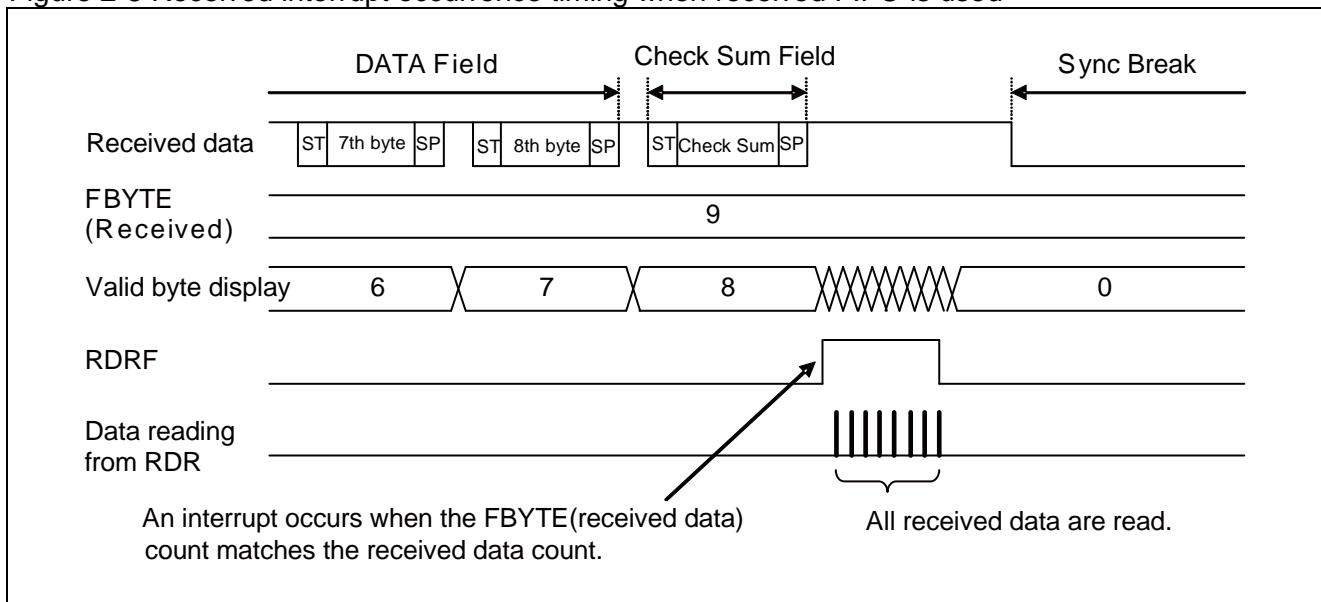 Figure 2-3 Received interrupt occurrence timing when received FIFO is used
DATA Field
Check Sum Field
Sync Break
Received data
ST 7th byte SP ST 8th byte SP ST Check Sum SP
FBYTE
(Received)
9
Valid byte display 6 7 8 0
RDRF
Data reading
from RDR
An interrupt occurs when the FBYTE(received data)
count matches the received data count.
All received data are read.